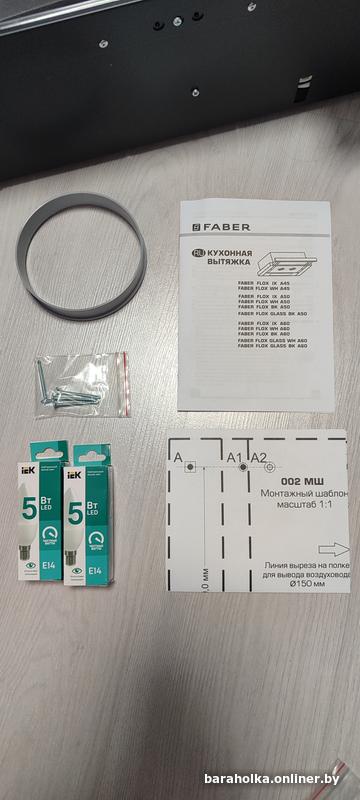 FABER
RU КУХОННАЯ
ВЫТЯЖКА
FABER FLOX IX A45
FABER FLOX WH A45
FABER FLOX IX A50
FABER FLOX WH A50
FABER FLOX BK A50
FABER FLOX GLASS BK A50
FABER FLOX IX A60
FABER FLOX WH A60
FABER FLOX BK A60
FABER FLOX GLASS WH A60
FABER FLOX GLASS BK A60
IEK
5 Вт
LED
E14
IEK
5 Вт
LED
E14
A A1 A2
002 МШ
Монтажный шаблон
масштаб 1:1
Линия выреза на полке
для вывода воздуховода
Ø150 мм
мм
baraholka.onliner.by